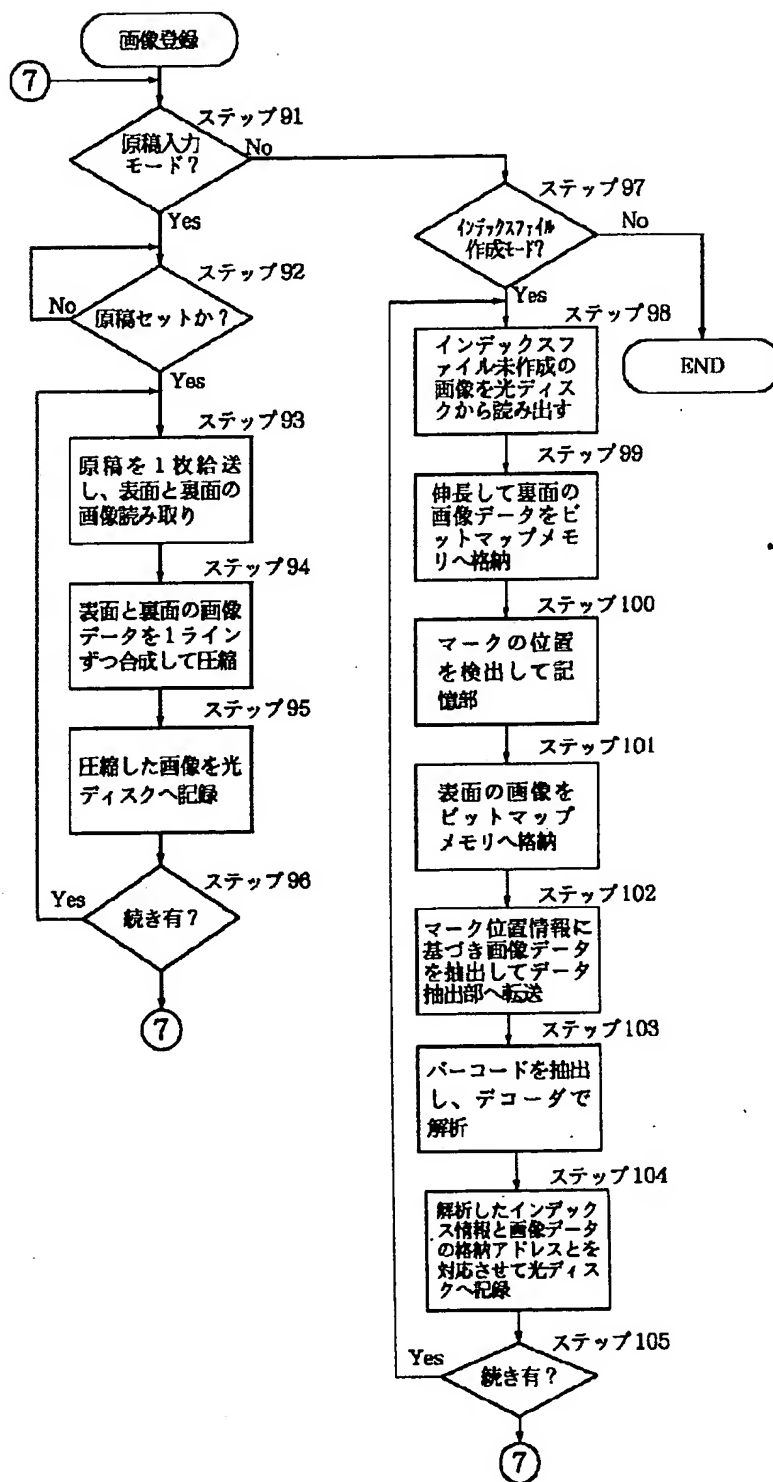 画像登録
7
ステップ91
原稿入力
モード？
No
Yes
ステップ92
原稿セットか？
No
Yes
ステップ93
原稿を１枚給送
し、表面と裏面の
画像読み取り
ステップ94
表面と裏面の画像
データを１ライン
ずつ合成して圧縮
ステップ95
圧縮した画像を光
ディスクへ記録
ステップ96
Yes
続き有？
7
ステップ97
インデックスファイル
作成モード？
No
Yes
END
ステップ98
インデックスフ
ァイル未作成の
画像を光ディス
クから読み出す
ステップ99
伸長して裏面の
画像データをビ
ットマップメモ
リへ格納
ステップ100
マークの位置
を検出して記
憶部
ステップ101
表面の画像を
ビットマップ
メモリへ格納
ステップ102
マーク位置情報に
基づき画像データ
を抽出してデータ
抽出部へ転送
ステップ103
バーコードを抽出
し、デコーダで
解析
ステップ104
解析したインデック
ス情報と画像データ
の格納アドレスとを
対応させて光ディス
クへ記録
ステップ105
Yes
続き有？
7